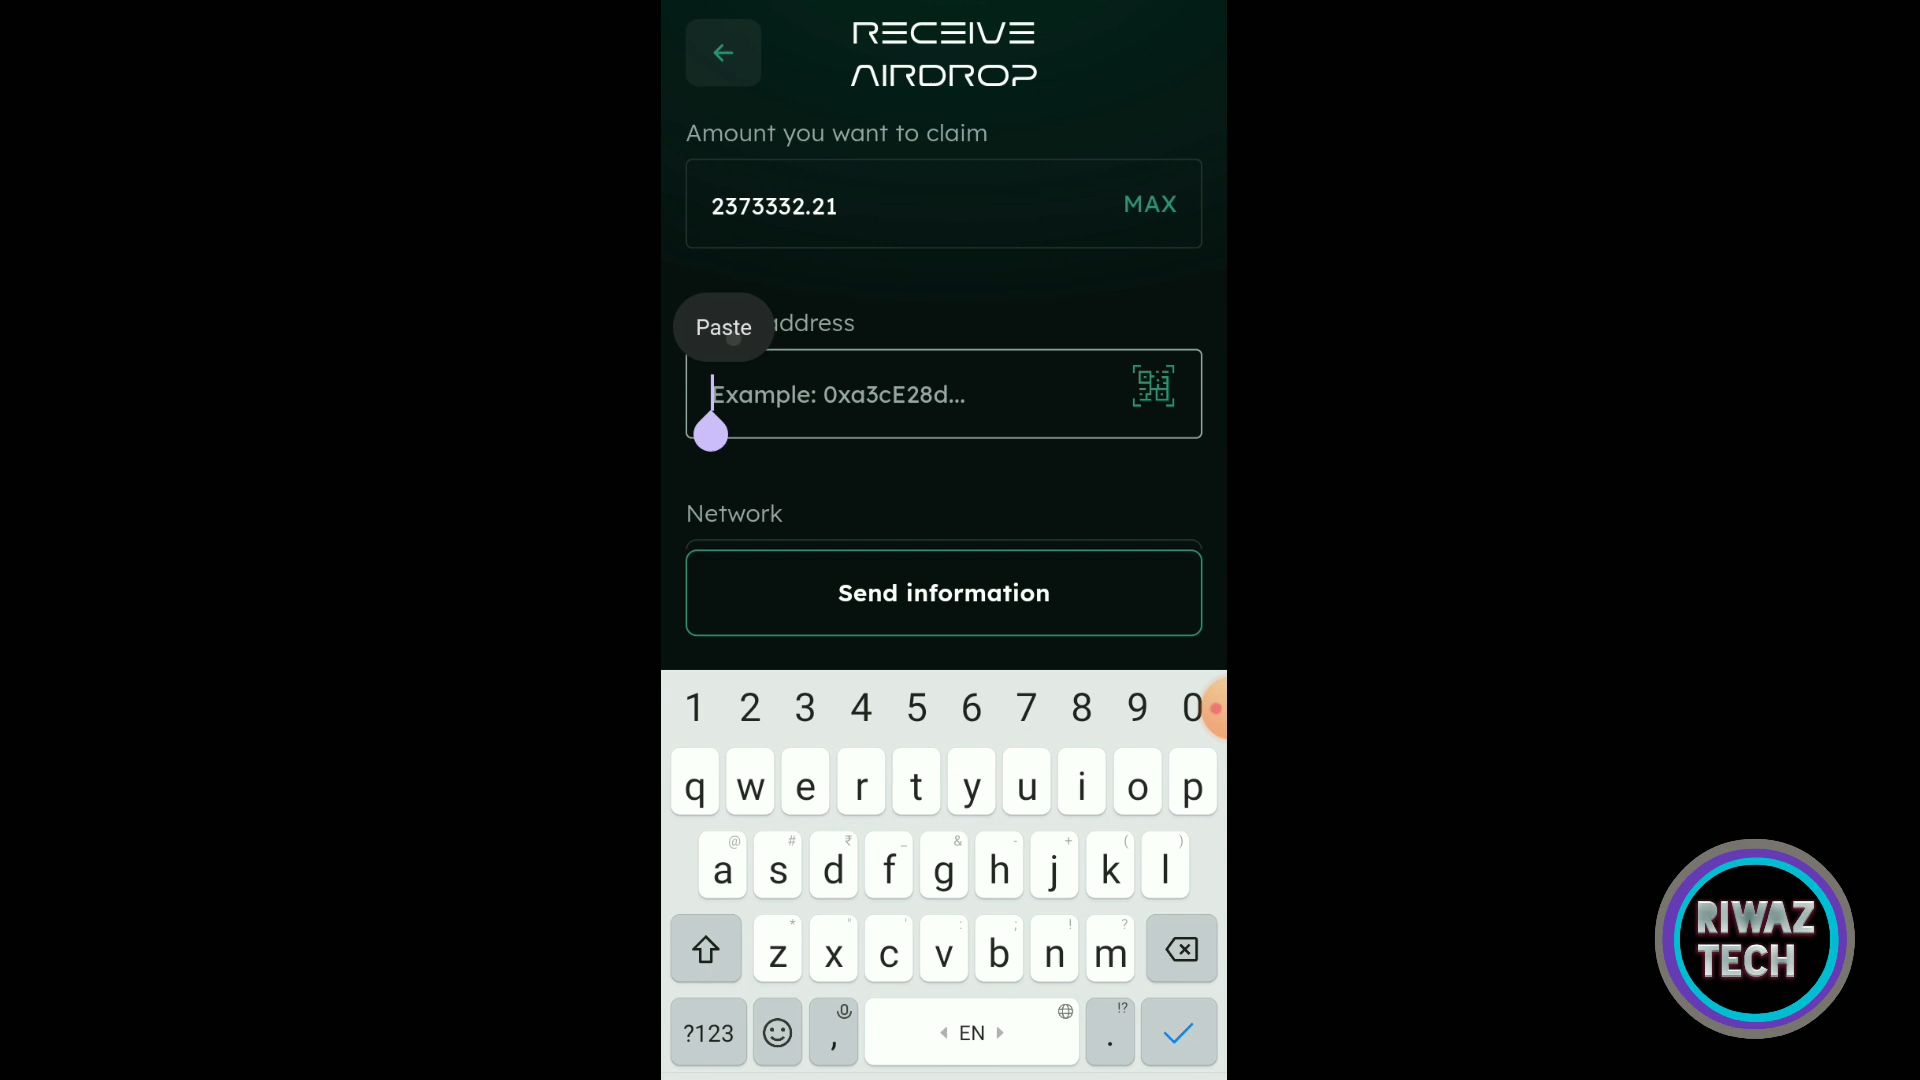 RECEIVE
AIRDROP
Amount you want to claim
2373332.21 MAX
Paste address
Example: 0xa3cE28d...
Network
Send information
1 2 3 4 5 6 7 8 9 0
q w e r t y u i o p
@ # ₹ _ & - + ( )
a s d f g h j k l
* " ' : ; ! ?
z x c v b n m
!?
?123 , EN .
RIWAZ
TECH